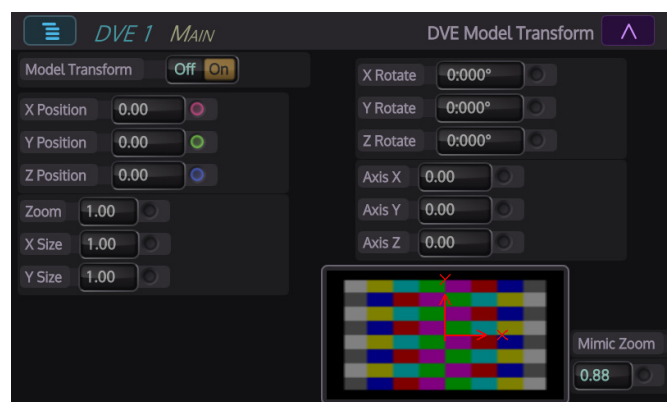 DVE 1 MAIN
DVE Model Transform
Model Transform Off On
X Position 0.00
Y Position 0.00
Z Position 0.00
Zoom 1.00
X Size 1.00
Y Size 1.00
X Rotate 0:000°
Y Rotate 0:000°
Z Rotate 0:000°
Axis X 0.00
Axis Y 0.00
Axis Z 0.00
Y
X
Mimic Zoom
0.88